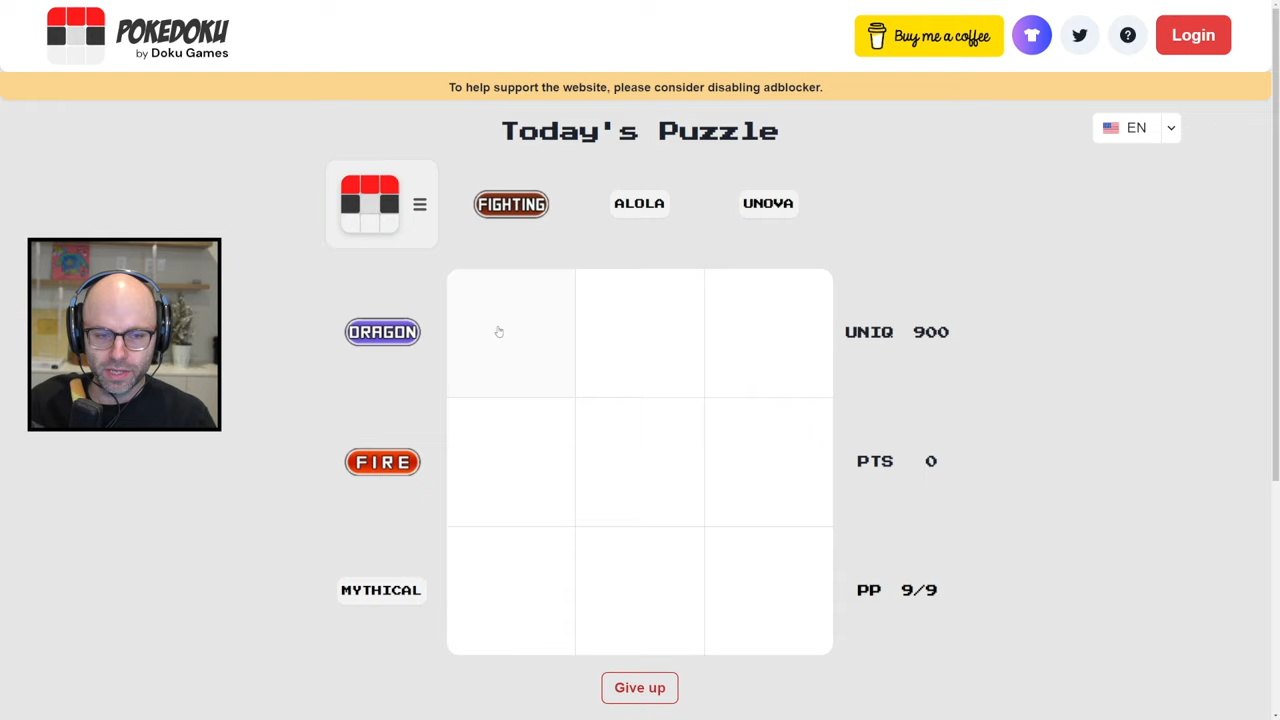 POKEDOKU
by Doku Games
Buy me a coffee
Login
To help support the website, please consider disabling adblocker.
Today's Puzzle
EN
FIGHTING
ALOLA
UNOVA
DRAGON
UNIQ 900
FIRE
PTS 0
MYTHICAL
PP 9/9
Give up